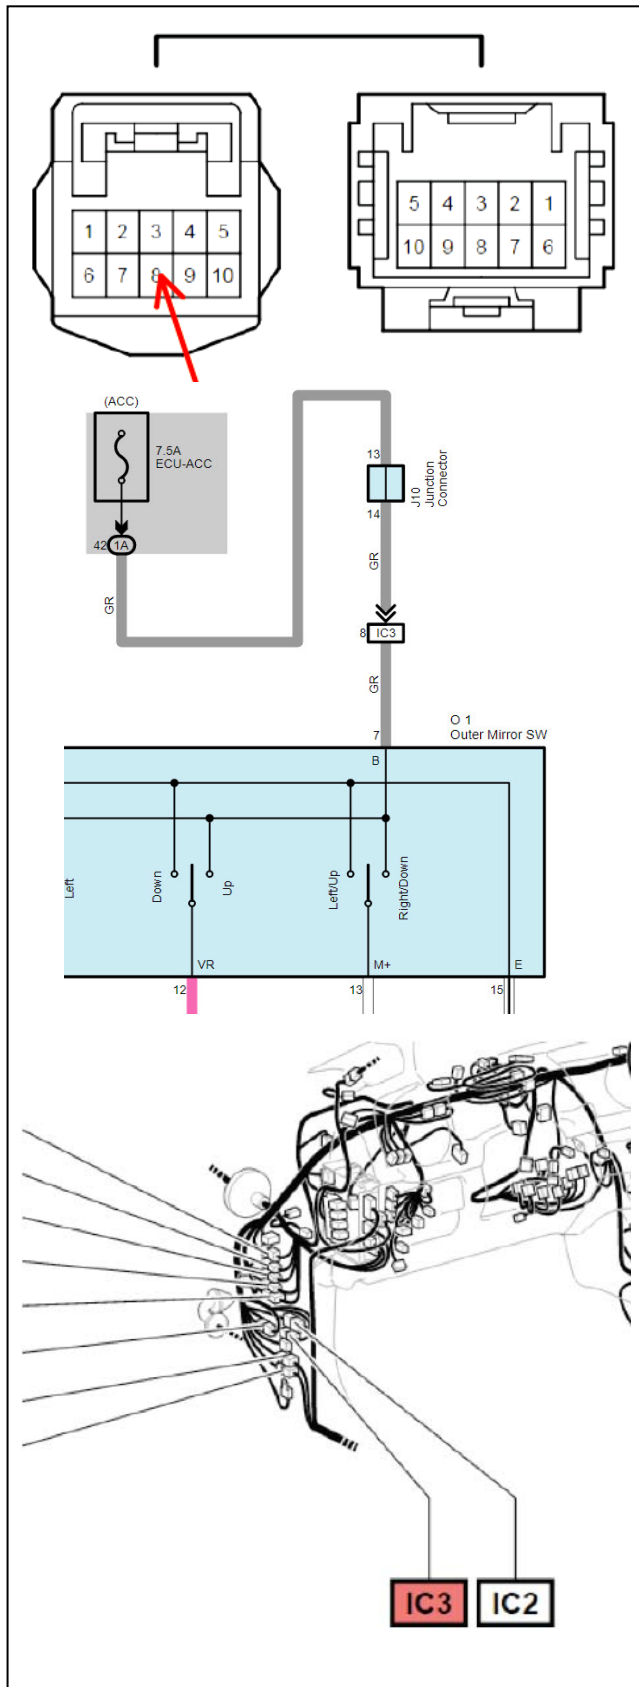 1 2 3 4 5
6 7 8 9 10
5 4 3 2 1
10 9 8 7 6
(ACC)
7.5A
ECU-ACC
42 1A
GR
13
J10
Junction
Connector
14
GR
8 IC3
GR
7
O 1
Outer Mirror SW
B
Left
Down
Up
Left/Up
Right/Down
VR
M+
E
12
13
15
IC3
IC2